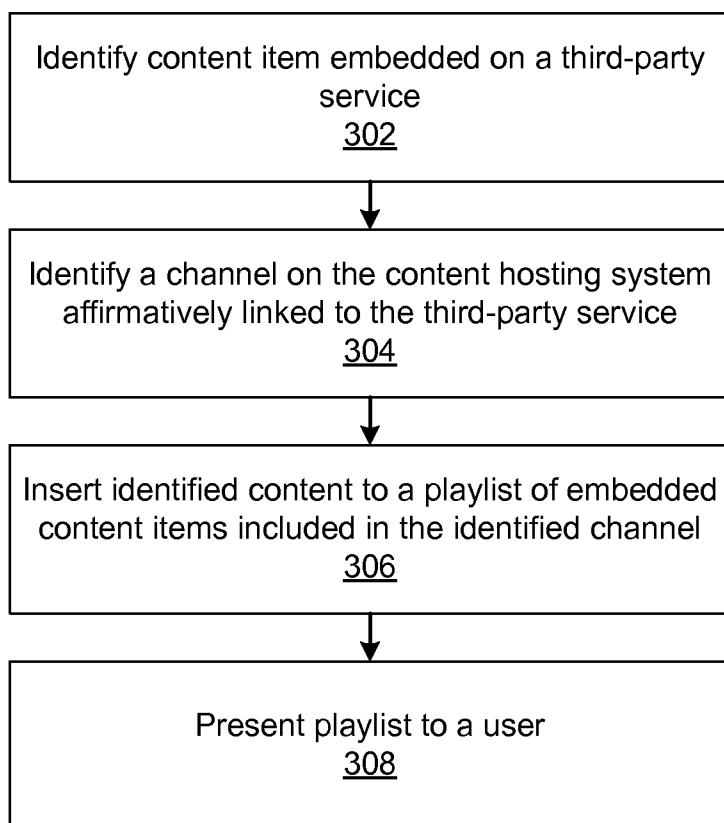 Identify content item embedded on a third-party
service
302
Identify a channel on the content hosting system
affirmatively linked to the third-party service
304
Insert identified content to a playlist of embedded
content items included in the identified channel
306
Present playlist to a user
308